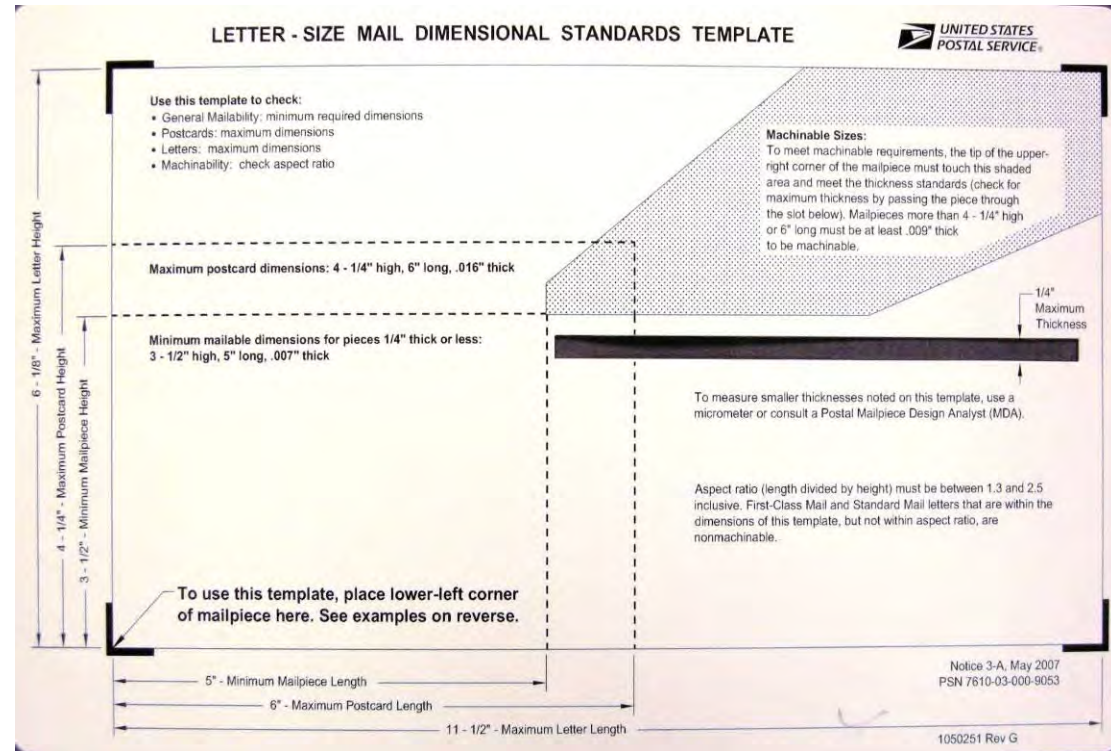 LETTER - SIZE MAIL DIMENSIONAL STANDARDS TEMPLATE
UNITED STATES
POSTAL SERVICE®
Use this template to check:
• General Mailability: minimum required dimensions
• Postcards: maximum dimensions
• Letters: maximum dimensions
• Machinability: check aspect ratio
Machinable Sizes:
To meet machinable requirements, the tip of the upper-
right corner of the mailpiece must touch this shaded
area and meet the thickness standards (check for
maximum thickness by passing the piece through
the slot below). Mailpieces more than 4 - 1/4" high
or 6" long must be at least .009" thick
to be machinable.
6 - 1/8" - Maximum Letter Height
4 - 1/4" - Maximum Postcard Height
3 - 1/2" - Minimum Mailpiece Height
Maximum postcard dimensions: 4 - 1/4" high, 6" long, .016" thick
Minimum mailable dimensions for pieces 1/4" thick or less:
3 - 1/2" high, 5" long, .007" thick
1/4"
Maximum
Thickness
To measure smaller thicknesses noted on this template, use a
micrometer or consult a Postal Mailpiece Design Analyst (MDA).
Aspect ratio (length divided by height) must be between 1.3 and 2.5
inclusive. First-Class Mail and Standard Mail letters that are within the
dimensions of this template, but not within aspect ratio, are
nonmachinable.
To use this template, place lower-left corner
of mailpiece here. See examples on reverse.
5" - Minimum Mailpiece Length
6" - Maximum Postcard Length
11 - 1/2" - Maximum Letter Length
Notice 3-A, May 2007
PSN 7610-03-000-9053
1050251 Rev G